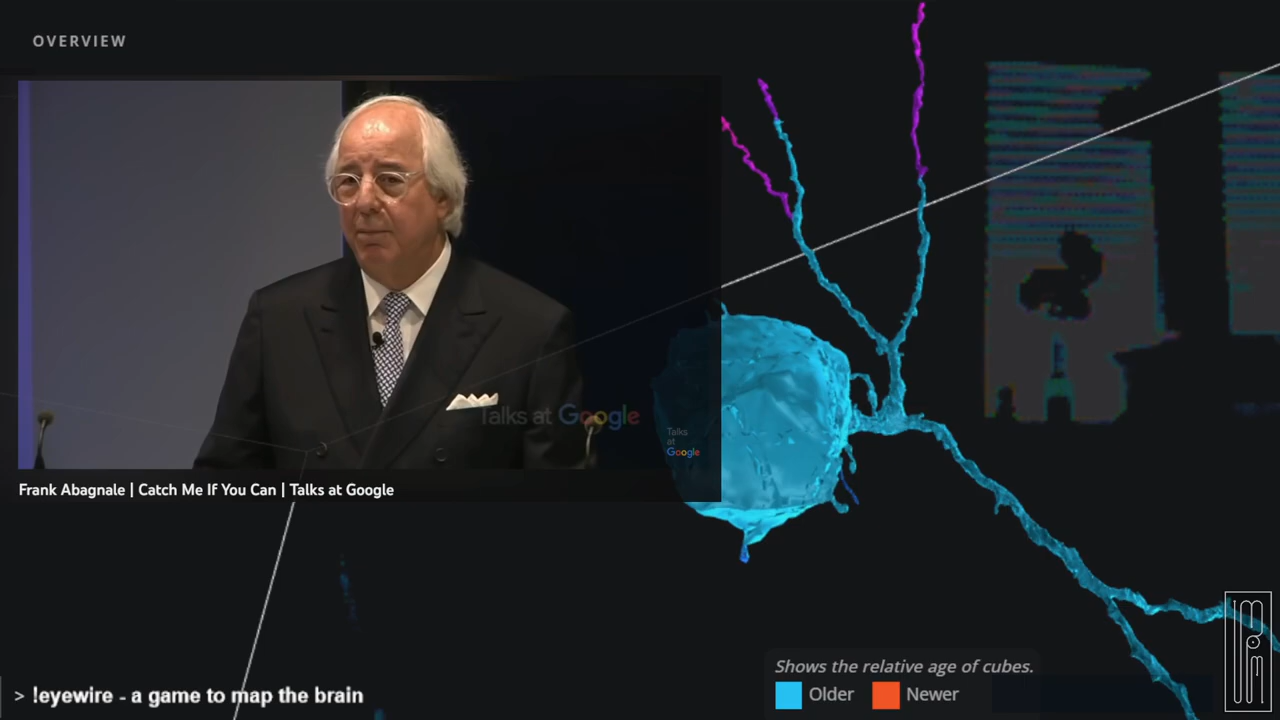 OVERVIEW
Talks at Google
Talks
at
Google
Frank Abagnale | Catch Me If You Can | Talks at Google
Shows the relative age of cubes.
Older
Newer
> !eyewire - a game to map the brain